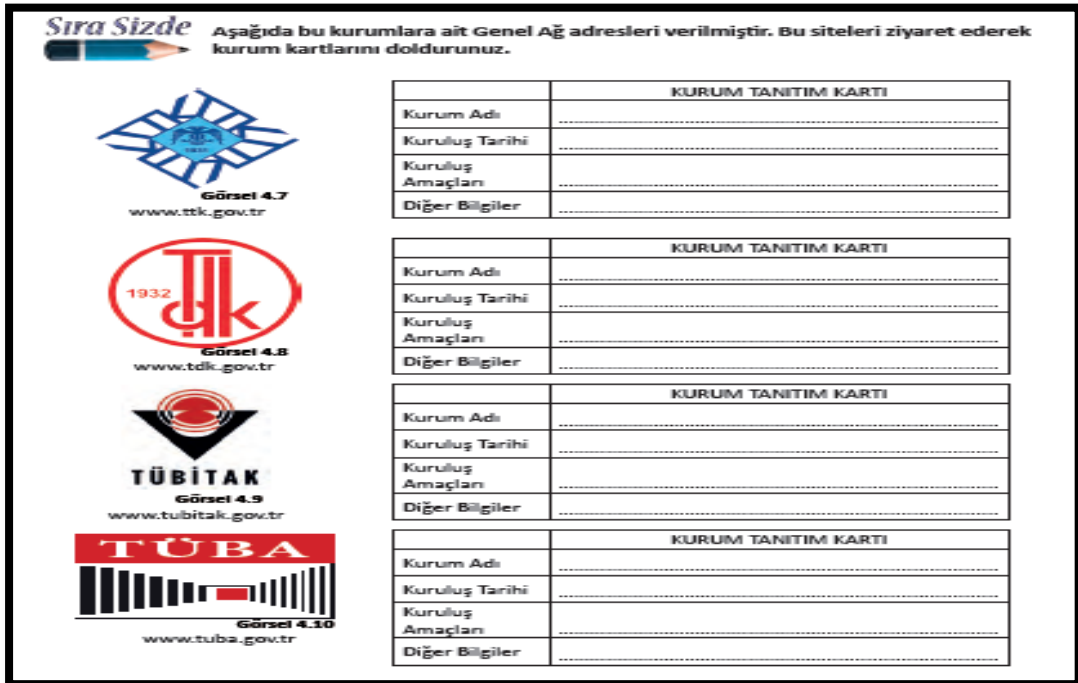 Sıra Sizde
Aşağıda bu kurumlara ait Genel Ağ adresleri verilmiştir. Bu siteleri ziyaret ederek
kurum kartlarını doldurunuz.
Görsel 4.7
www.ttk.gov.tr
KURUM TANITIM KARTI
Kurum Adı
Kuruluş Tarihi
Kuruluş
Amaçları
Diğer Bilgiler
1932
Tdk
Görsel 4.8
www.tdk.gov.tr
KURUM TANITIM KARTI
Kurum Adı
Kuruluş Tarihi
Kuruluş
Amaçları
Diğer Bilgiler
TÜBİTAK
Görsel 4.9
www.tubitak.gov.tr
KURUM TANITIM KARTI
Kurum Adı
Kuruluş Tarihi
Kuruluş
Amaçları
Diğer Bilgiler
TÜBA
Görsel 4.10
www.tuba.gov.tr
KURUM TANITIM KARTI
Kurum Adı
Kuruluş Tarihi
Kuruluş
Amaçları
Diğer Bilgiler